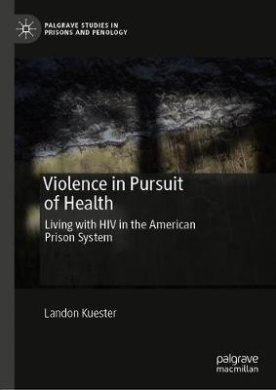 PALGRAVE STUDIES IN
PRISONS AND PENOLOGY
Violence in Pursuit
of Health
Living with HIV in the American
Prison System
Landon Kuester
palgrave
macmillan